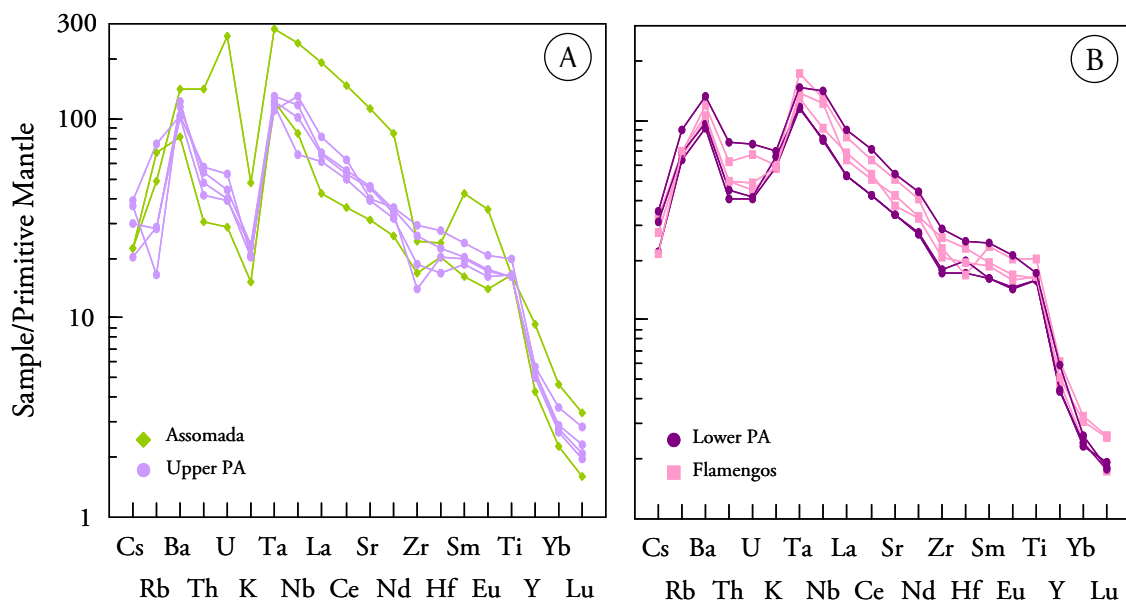 300
100
10
1
Sample/Primitive Mantle
A
Assomada
Upper PA
Cs Ba U Ta La Sr Zr Sm Ti Yb
Rb Th K Nb Ce Nd Hf Eu Y Lu
B
Lower PA
Flamengos
Cs Ba U Ta La Sr Zr Sm Ti Yb
Rb Th K Nb Ce Nd Hf Eu Y Lu